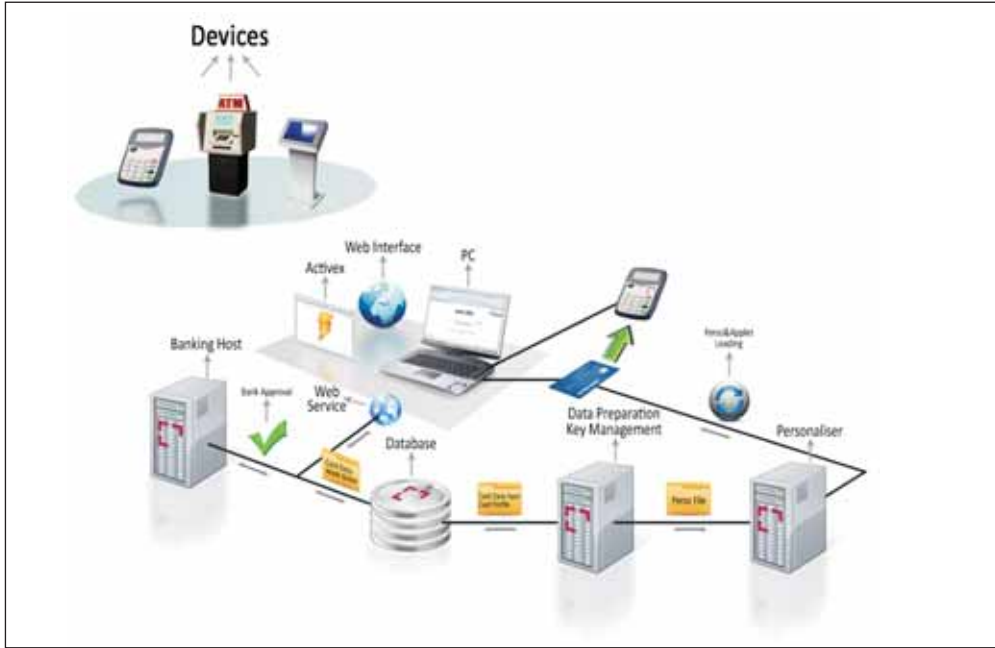 Devices
ATM
Web Interface
PC
Activex
Banking Host
Bank Approval
Web
Service
Database
Data Preparation
Key Management
Loading
Personaliser
Perso File